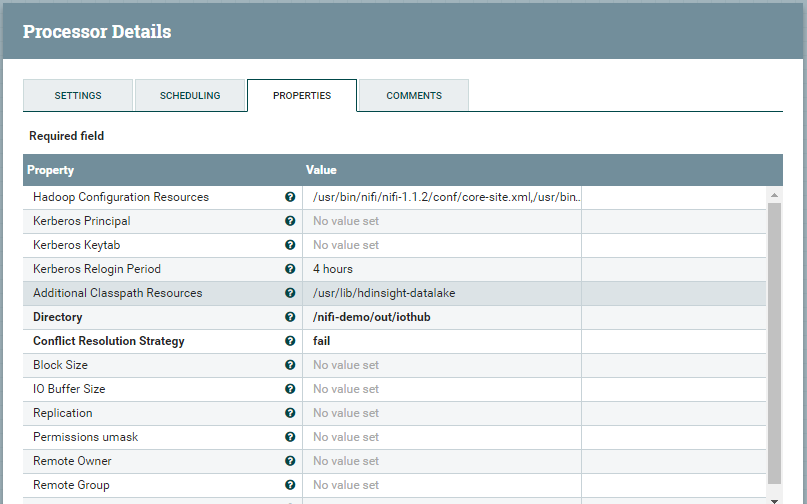 Processor Details
SETTINGS SCHEDULING PROPERTIES COMMENTS
Required field
Property Value
Hadoop Configuration Resources /usr/bin/nifi/nifi-1.1.2/conf/core-site.xml,/usr/bin...
Kerberos Principal No value set
Kerberos Keytab No value set
Kerberos Relogin Period 4 hours
Additional Classpath Resources /usr/lib/hdinsight-datalake
Directory /nifi-demo/out/iothub
Conflict Resolution Strategy fail
Block Size No value set
IO Buffer Size No value set
Replication No value set
Permissions umask No value set
Remote Owner No value set
Remote Group No value set